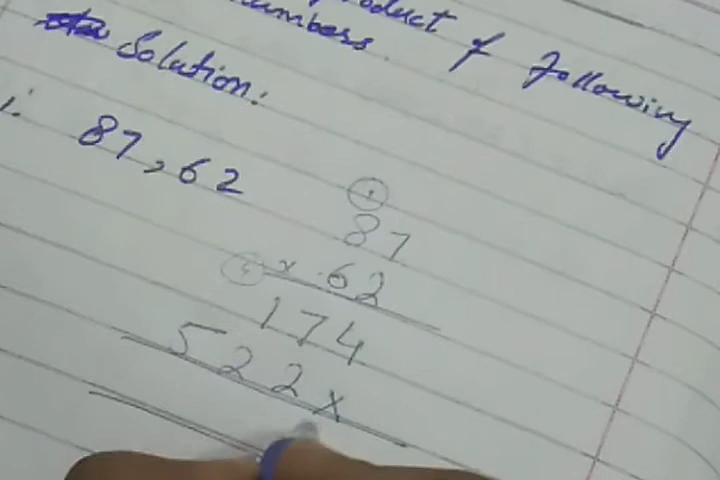 product of following
numbers.
Solution:
i. 87, 62
1
87
x 62
174
522x